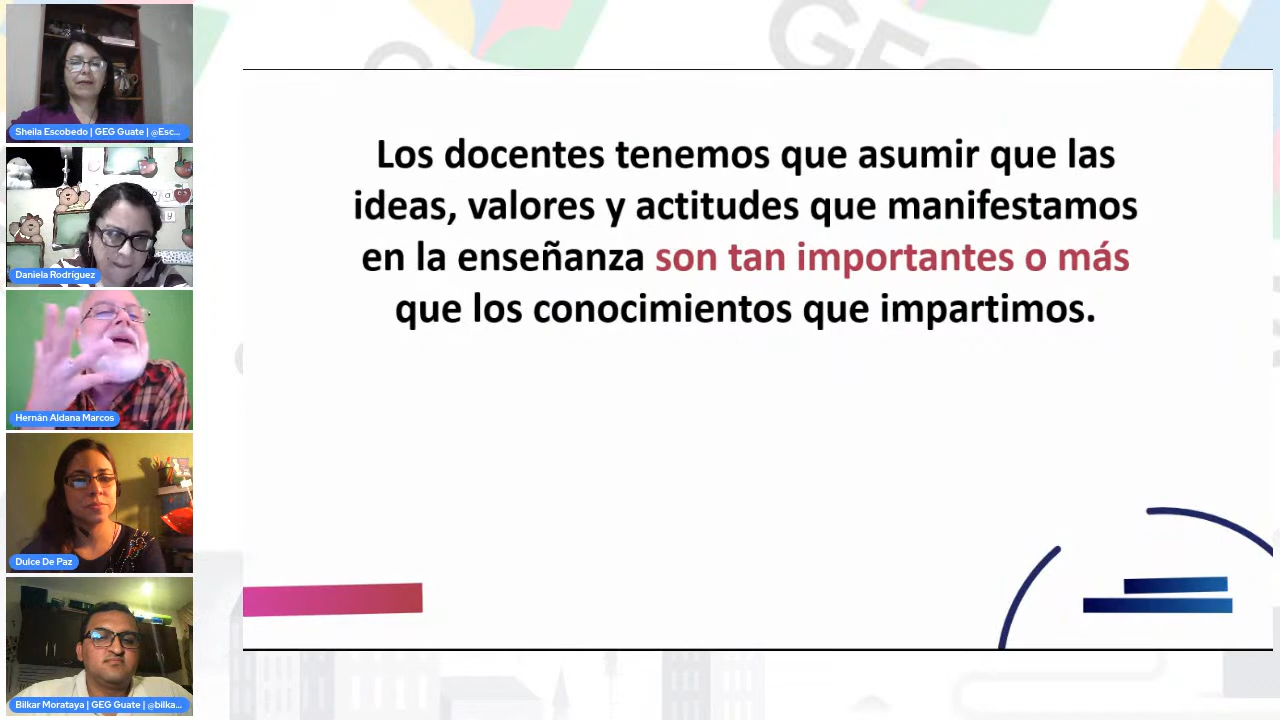 GEG
Sheila Escobedo | GEG Guate | @Esc...
Daniela Rodríguez
Hernán Aldana Marcos
Dulce De Paz
Bilkar Morataya | GEG Guate | @bilka...
Los docentes tenemos que asumir que las
ideas, valores y actitudes que manifestamos
en la enseñanza son tan importantes o más
que los conocimientos que impartimos.